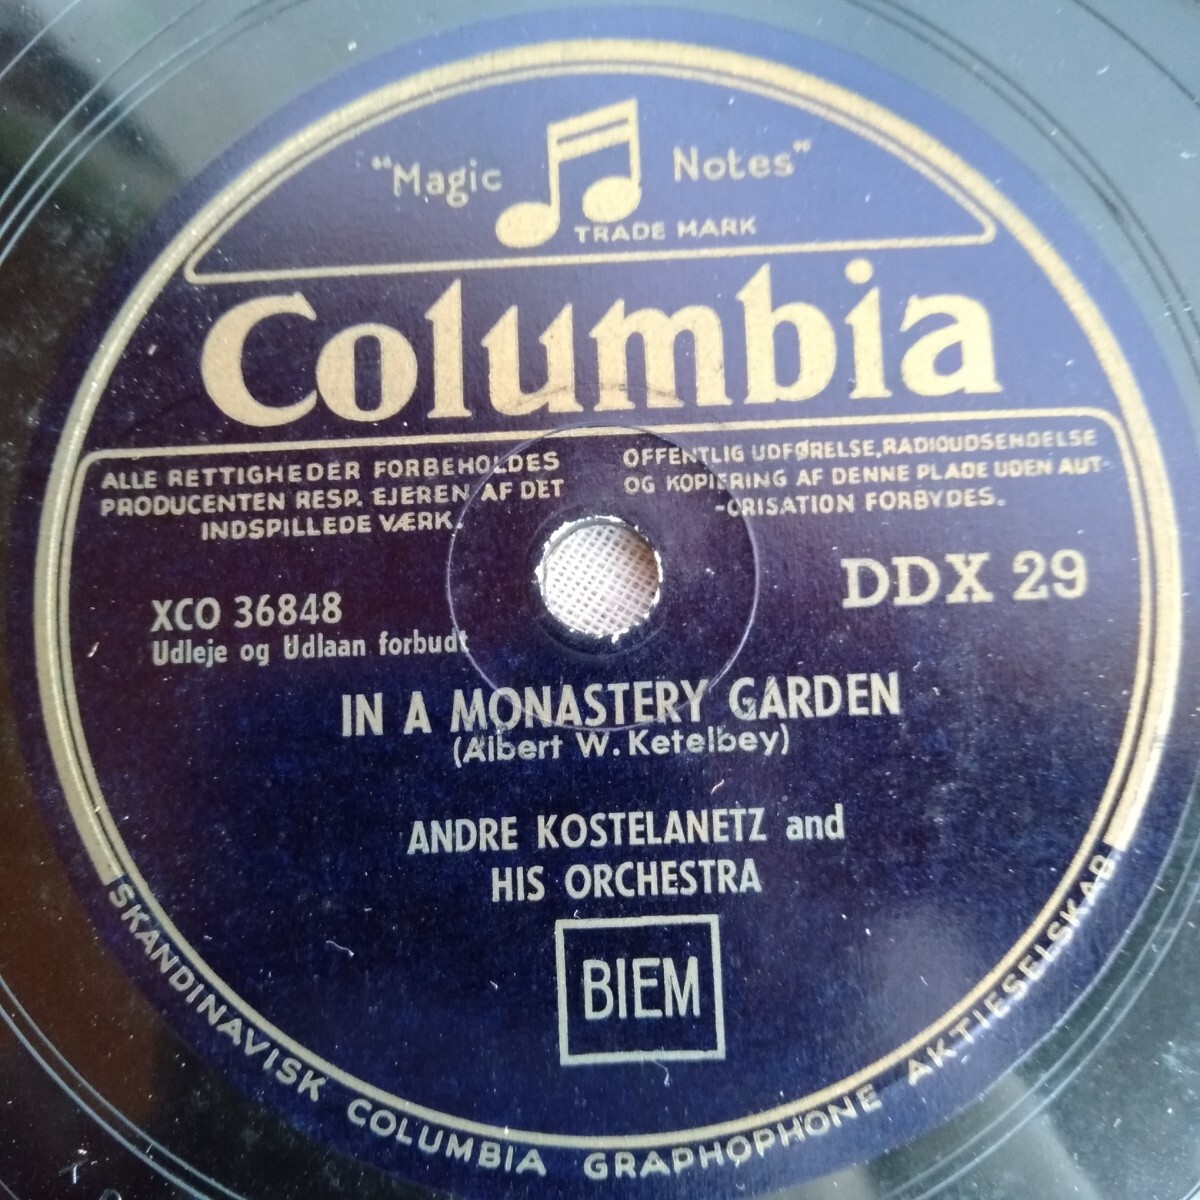 “Magic Notes”
TRADE MARK
Columbia
ALLE RETTIGHEDER FORBEHOLDES
PRODUCENTEN RESP. EJEREN AF DET
INDSPILLEDE VÆRK.
OFFENTLIG UDFØRELSE, RADIOUDSENDELSE
OG KOPIERING AF DENNE PLADE UDEN AUT-
-ORISATION FORBYDES.
XCO 36848
Udleje og Udlaan forbudt
DDX 29
IN A MONASTERY GARDEN
(Albert W. Ketelbey)
ANDRE KOSTELANETZ and
HIS ORCHESTRA
BIEM
SKANDINAVISK COLUMBIA GRAPHOPHONE AKTIESELSKAB